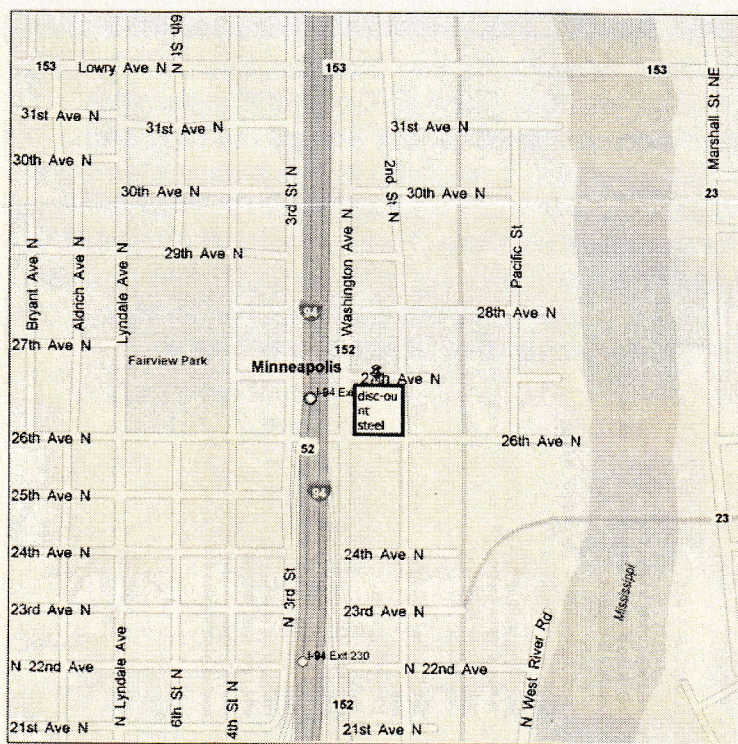 6th St N
153
Lowry Ave N
153
153
Marshall St NE
31st Ave N
31st Ave N
31st Ave N
30th Ave N
30th Ave N
3rd St N
2nd St N
30th Ave N
23
Bryant Ave N
Aldrich Ave N
Lyndale Ave N
29th Ave N
Washington Ave N
Pacific St
94
28th Ave N
27th Ave N
Fairview Park
Minneapolis
152
27th Ave N
I-94 Exit
disc-ou
nt
steel
26th Ave N
52
26th Ave N
25th Ave N
94
23
24th Ave N
24th Ave N
N 3rd St
23rd Ave N
23rd Ave N
Mississippi
N Lyndale Ave
N West River Rd
N 22nd Ave
I-94 Exit 230
N 22nd Ave
6th St N
4th St N
152
21st Ave N
21st Ave N